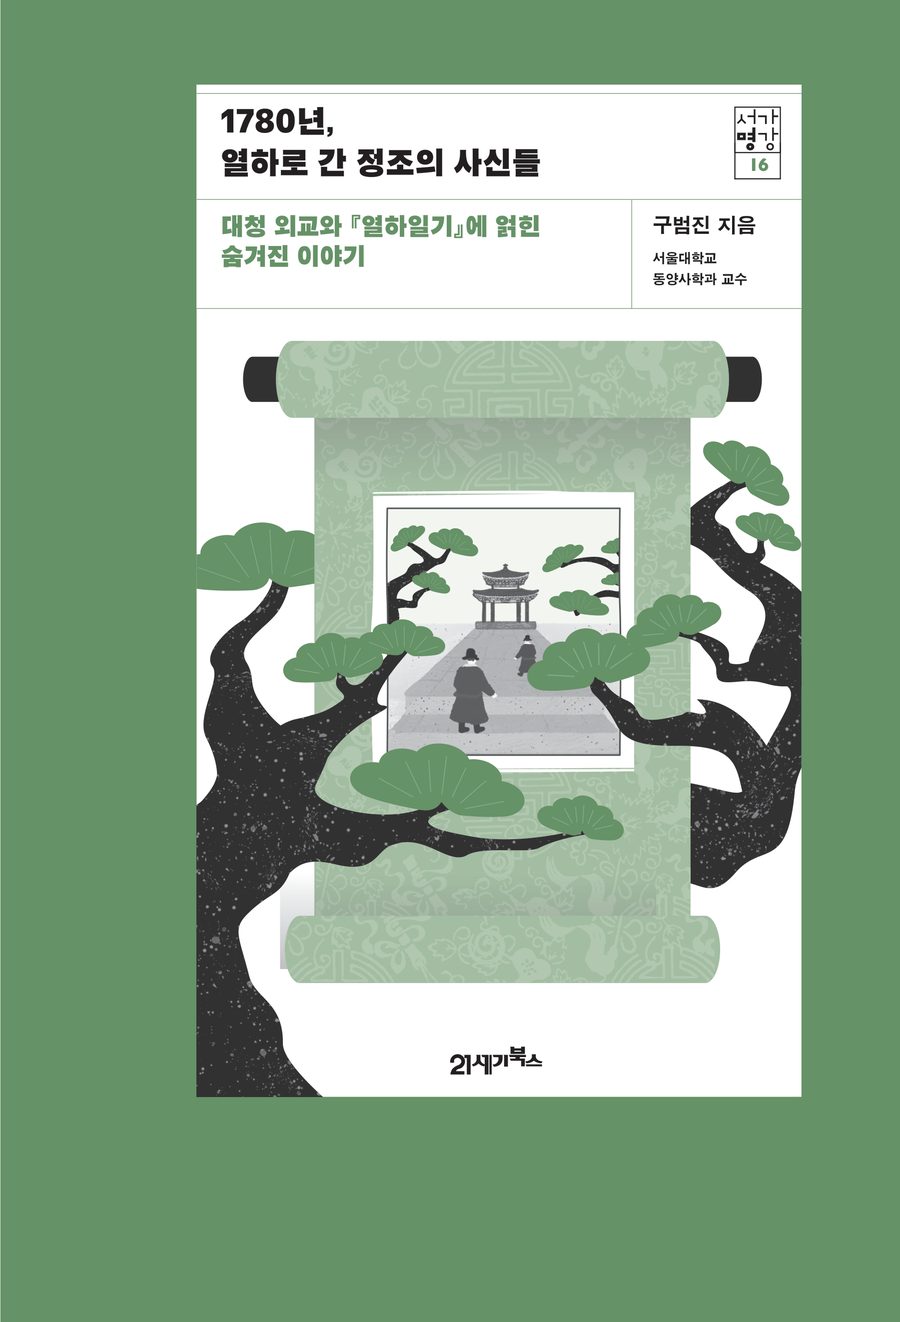 1780년,
열하로 간 정조의 사신들
서가
명강
16
대청 외교와 『열하일기』에 얽힌
숨겨진 이야기
구범진 지음
서울대학교
동양사학과 교수
21세기북스